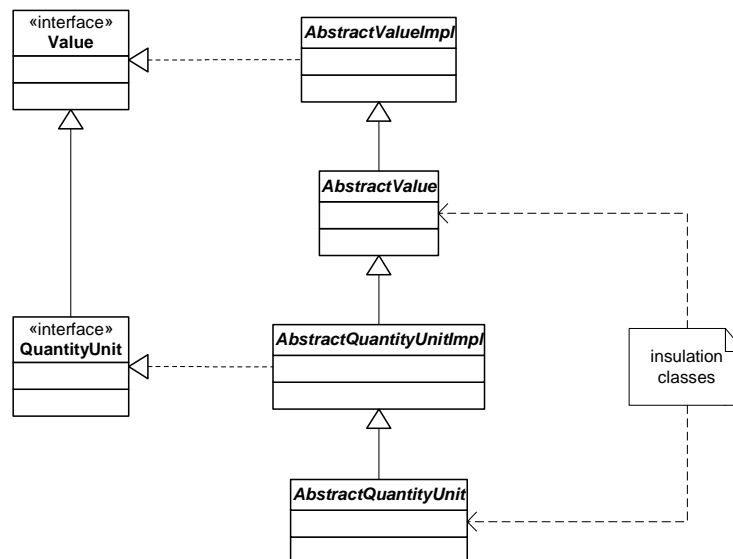 «interface»
Value
AbstractValueImpl
AbstractValue
«interface»
QuantityUnit
AbstractQuantityUnitImpl
insulation
classes
AbstractQuantityUnit